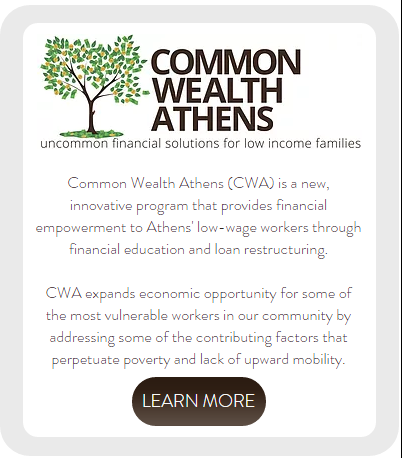 COMMON
WEALTH
ATHENS
uncommon financial solutions for low income families
Common Wealth Athens (CWA) is a new,
innovative program that provides financial
empowerment to Athens' low-wage workers through
financial education and loan restructuring.
CWA expands economic opportunity for some of
the most vulnerable workers in our community by
addressing some of the contributing factors that
perpetuate poverty and lack of upward mobility.
LEARN MORE